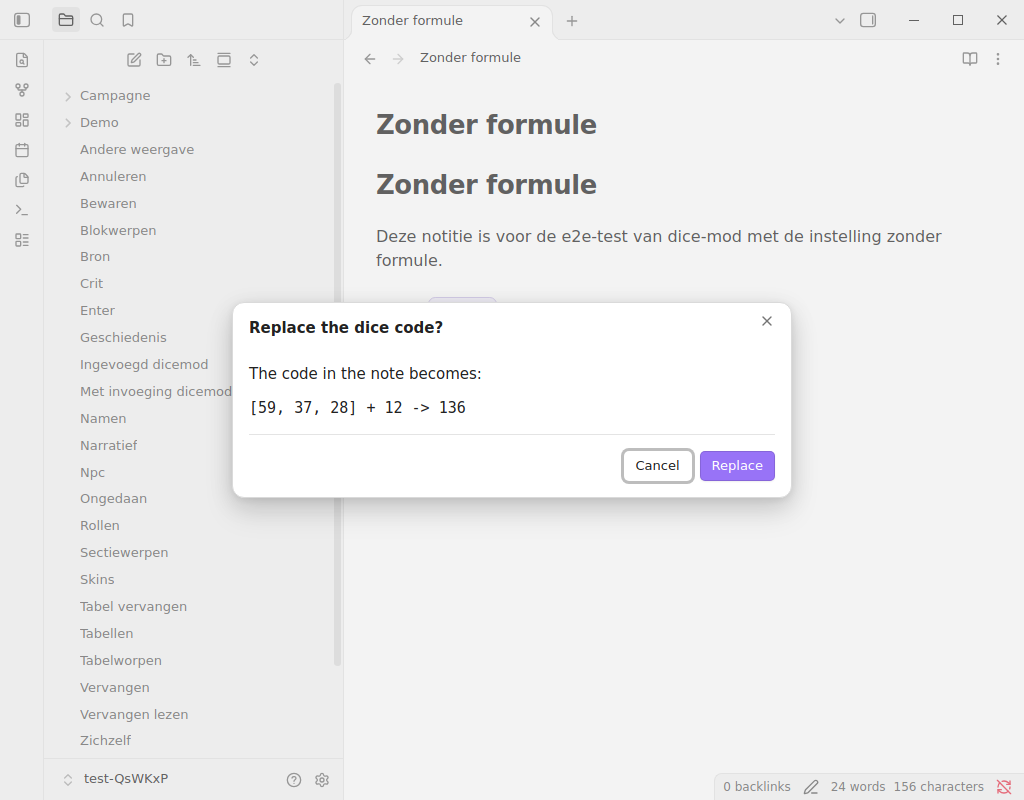 Zonder formule
Zonder formule
Campagne
Demo
Andere weergave
Annuleren
Bewaren
Blokwerpen
Bron
Crit
Enter
Geschiedenis
Ingevoegd dicemod
Met invoeging dicemod
Namen
Narratief
Npc
Ongedaan
Rollen
Sectiewerpen
Skins
Tabel vervangen
Tabellen
Tabelworpen
Vervangen
Vervangen lezen
Zichzelf
test-QsWKxP
Zonder formule
Zonder formule
Deze notitie is voor de e2e-test van dice-mod met de instelling zonder
formule.
Replace the dice code?
The code in the note becomes:
[59, 37, 28] + 12 -> 136
Cancel
Replace
0 backlinks
24 words
156 characters